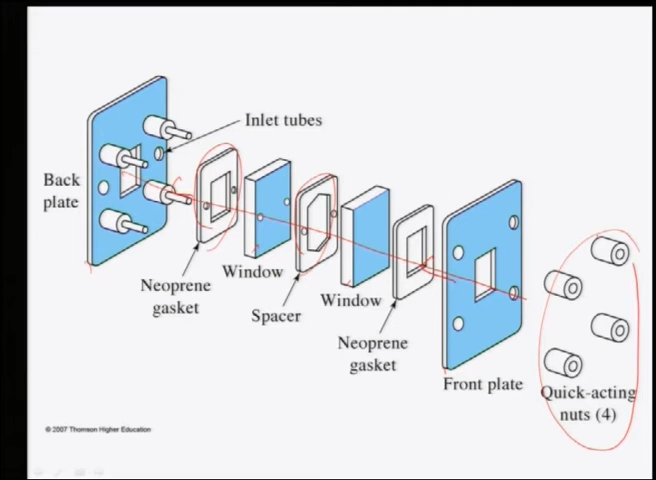 Inlet tubes
Back
plate
Neoprene
gasket
Window
Spacer
Window
Neoprene
gasket
Front plate
Quick-acting
nuts (4)
© 2007 Thomson Higher Education